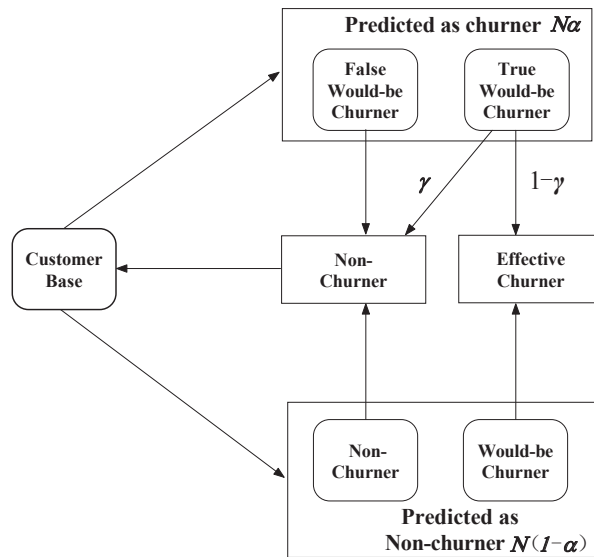 Predicted as churner Nα
False
Would-be
Churner
True
Would-be
Churner
γ
1−γ
Customer
Base
Non-
Churner
Effective
Churner
Non-
Churner
Would-be
Churner
Predicted as
Non-churner N(1-α)